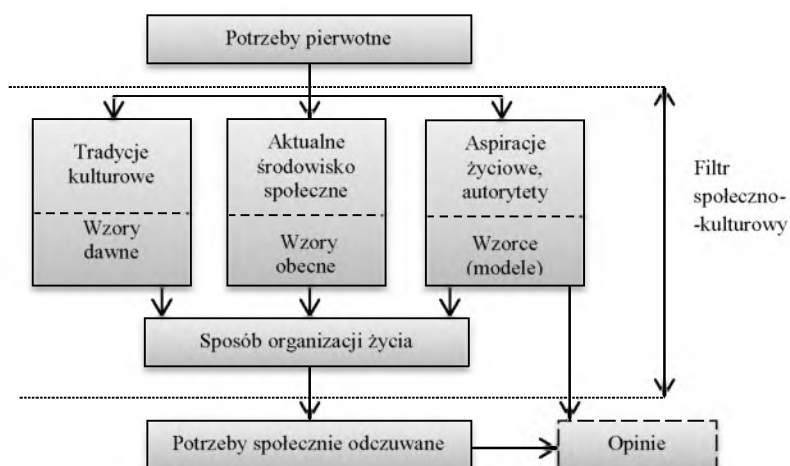 Potrzeby pierwotne
Tradycje
kulturowe
Wzory
dawne
Aktualne
środowisko
społeczne
Wzory
obecne
Aspiracje
życiowe,
autorytety
Wzorce
(modele)
Filtr
społeczno-
-kulturowy
Sposób organizacji życia
Potrzeby społecznie odczuwane
Opinie